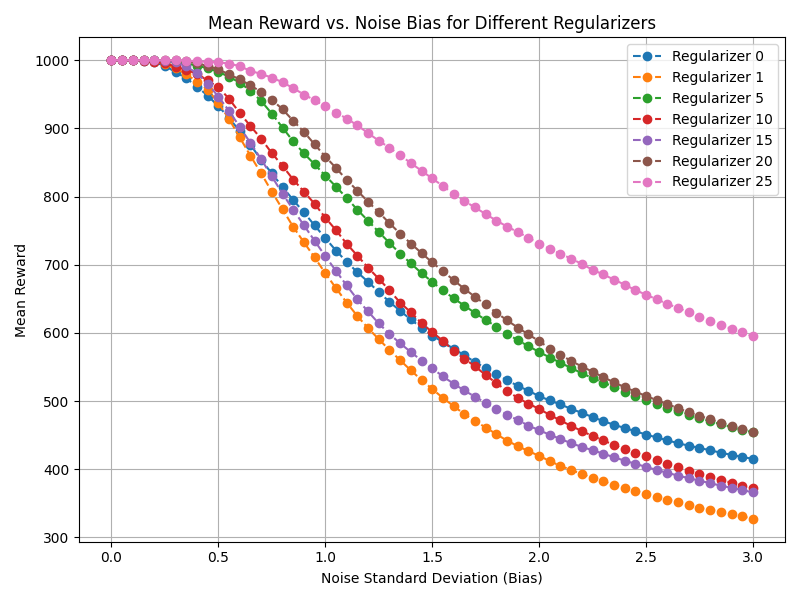 Mean Reward vs. Noise Bias for Different Regularizers
Mean Reward
1000
900
800
700
600
500
400
300
Regularizer 0
Regularizer 1
Regularizer 5
Regularizer 10
Regularizer 15
Regularizer 20
Regularizer 25
0.0 0.5 1.0 1.5 2.0 2.5 3.0
Noise Standard Deviation (Bias)